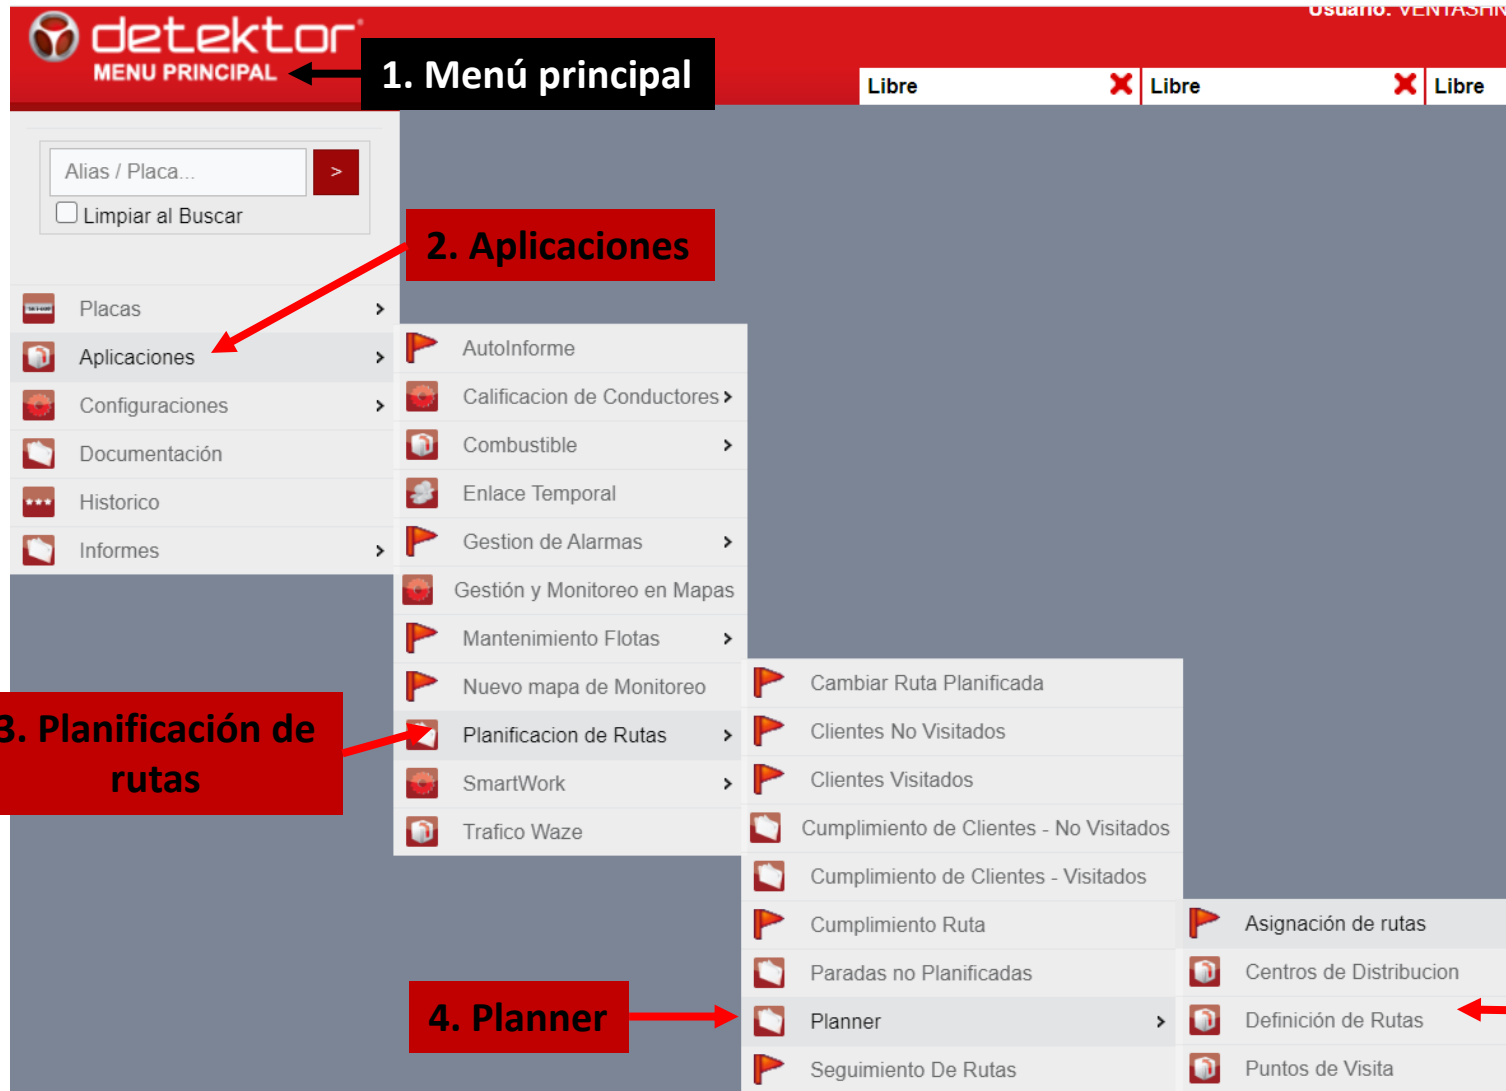 Usuario: VENTASHN
detektor
MENU PRINCIPAL
1. Menú principal
Libre
Libre
Libre
Alias / Placa...
>
Limpiar al Buscar
2. Aplicaciones
Placas
Aplicaciones
Configuraciones
Documentación
Historico
Informes
AutoInforme
Calificacion de Conductores
Combustible
Enlace Temporal
Gestion de Alarmas
Gestión y Monitoreo en Mapas
Mantenimiento Flotas
Nuevo mapa de Monitoreo
Planificacion de Rutas
SmartWork
Trafico Waze
3. Planificación de
rutas
Cambiar Ruta Planificada
Clientes No Visitados
Clientes Visitados
Cumplimiento de Clientes - No Visitados
Cumplimiento de Clientes - Visitados
Cumplimiento Ruta
Paradas no Planificadas
Planner
Seguimiento De Rutas
4. Planner
Asignación de rutas
Centros de Distribucion
Definición de Rutas
Puntos de Visita